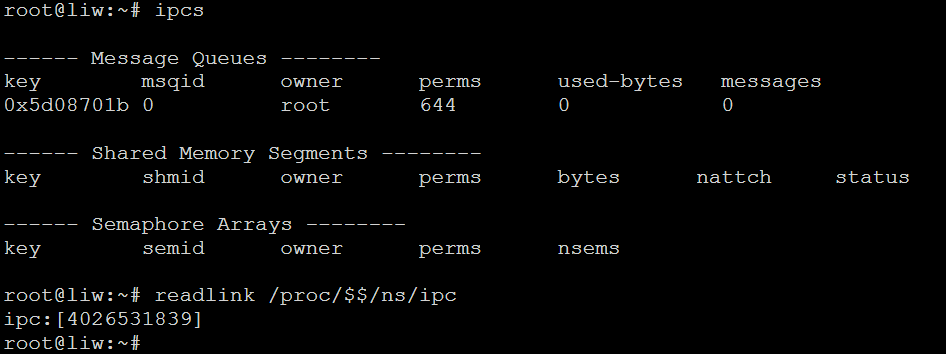 root@liw:~# ipcs
------ Message Queues --------
key msqid owner perms used-bytes messages
0x5d08701b 0 root 644 0 0
------ Shared Memory Segments --------
key shmid owner perms bytes nattch status
------ Semaphore Arrays --------
key semid owner perms nsems
root@liw:~# readlink /proc/$$/ns/ipc
ipc:[4026531839]
root@liw:~#